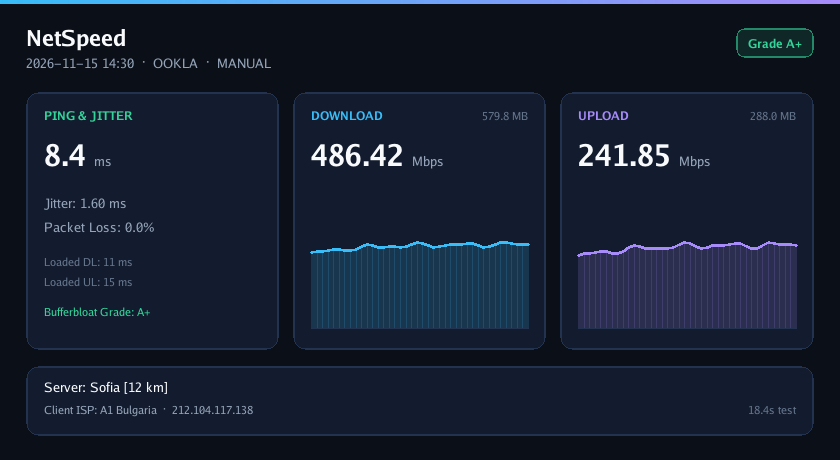 NetSpeed
2026-11-15 14:30 · OOKLA · MANUAL
Grade A+
PING & JITTER
8.4 ms
Jitter: 1.60 ms
Packet Loss: 0.0%
Loaded DL: 11 ms
Loaded UL: 15 ms
Bufferbloat Grade: A+
DOWNLOAD 579.8 MB
486.42 Mbps
UPLOAD 288.0 MB
241.85 Mbps
Server: Sofia [12 km]
Client ISP: A1 Bulgaria · 212.104.117.138
18.4s test